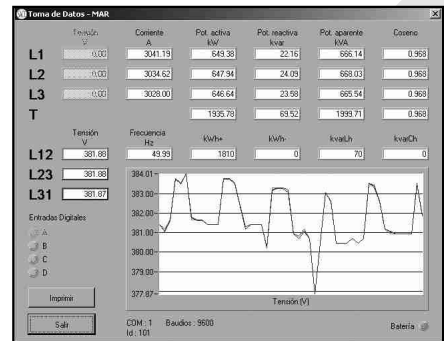 Toma de Datos - MAR
Tensión Corriente Pot. activa Pot. reactiva Pot. aparente Coseno
V A kW kvar kVA
L1 0.00 3041.19 649.38 22.16 666.14 0.968
L2 0.00 3034.62 647.94 24.09 668.03 0.968
L3 0.00 3028.00 646.64 23.58 665.54 0.968
T 1935.78 69.52 1999.71 0.968
Tensión Frecuencia kWh+ kWh- kvarLh kvarCh
V Hz
L12 381.88 49.99 1810 0 70 0
L23 381.88
L31 381.87
384.01
383.00
382.00
381.00
380.00
379.00
377.87
Tensión (V)
Entradas Digitales
A
B
C
D
Imprimir
Salir
COM : 1 Baudios : 9600
Id : 101
Batería